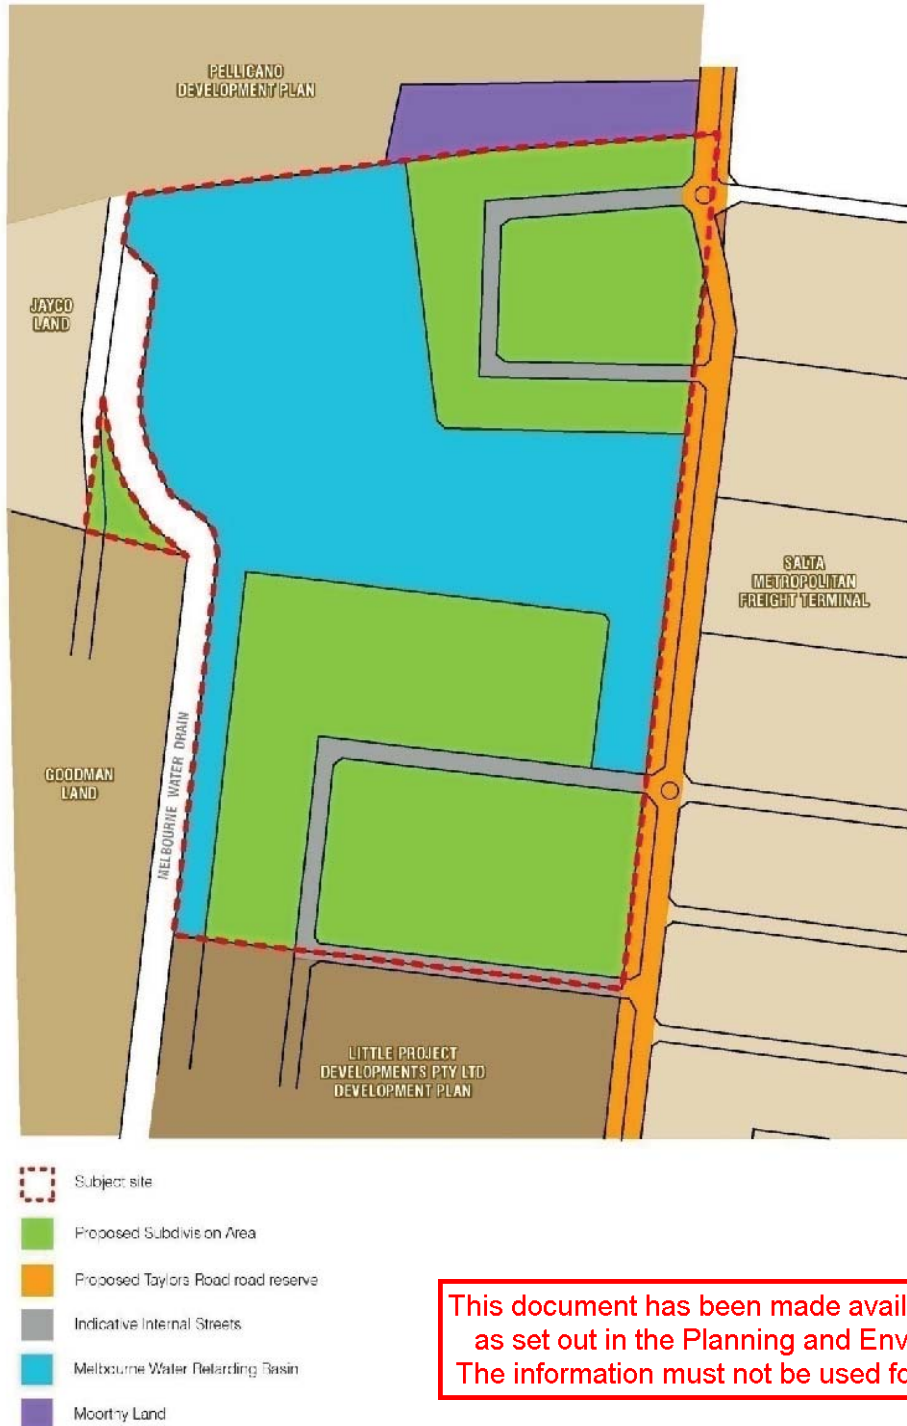 PELLICANO
DEVELOPMENT PLAN
JAYCO
LAND
SALTA
METROPOLITAN
FREIGHT TERMINAL
MELBOURNE WATER DRAIN
GOODMAN
LAND
LITTLE PROJECT
DEVELOPMENTS PTY LTD
DEVELOPMENT PLAN
Subject site
Proposed Subdivision Area
Proposed Taylors Road road reserve
Indicative Internal Streets
Melbourne Water Retarding Basin
Moorthy Land
This document has been made avail
as set out in the Planning and Env
The information must not be used fo